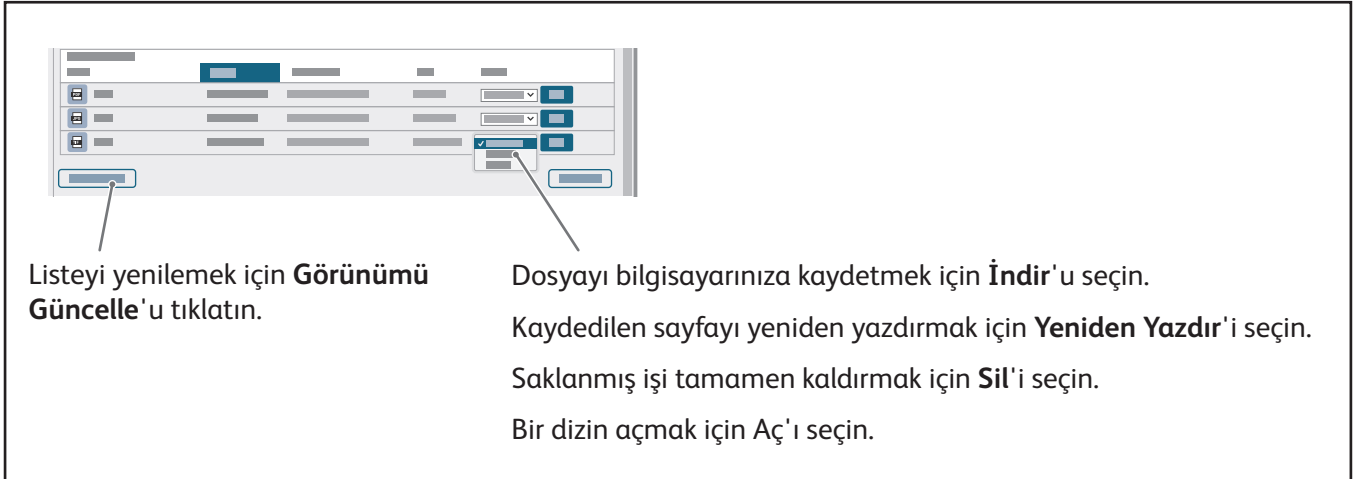 Listeyi yenilemek için Görünümü
Güncelle'u tıklatın.
Dosyayı bilgisayarınıza kaydetmek için İndir'u seçin.
Kaydedilen sayfayı yeniden yazdırmak için Yeniden Yazdır'i seçin.
Saklanmış işi tamamen kaldırmak için Sil'i seçin.
Bir dizin açmak için Aç'ı seçin.